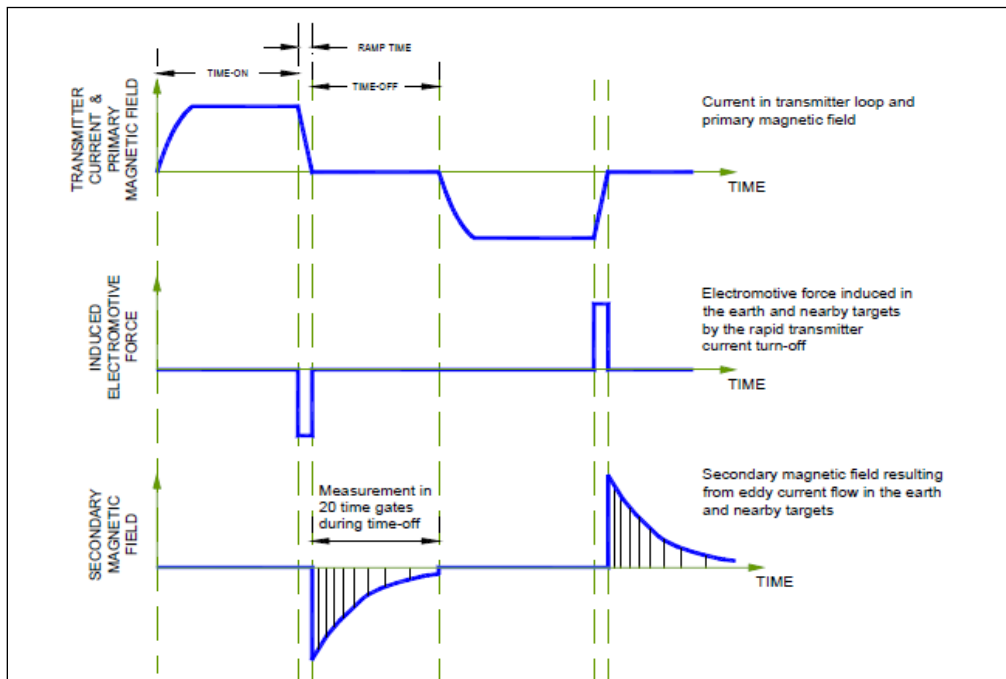 RAMP TIME
TIME-ON
TIME-OFF
TRANSMITTER
CURRENT &
PRIMARY
MAGNETIC FIELD
Current in transmitter loop and
primary magnetic field
TIME
INDUCED
ELECTROMOTIVE
FORCE
Electromotive force induced in
the earth and nearby targets
by the rapid transmitter
current turn-off
TIME
SECONDARY
MAGNETIC
FIELD
Measurement in
20 time gates
during time-off
Secondary magnetic field resulting
from eddy current flow in the earth
and nearby targets
TIME